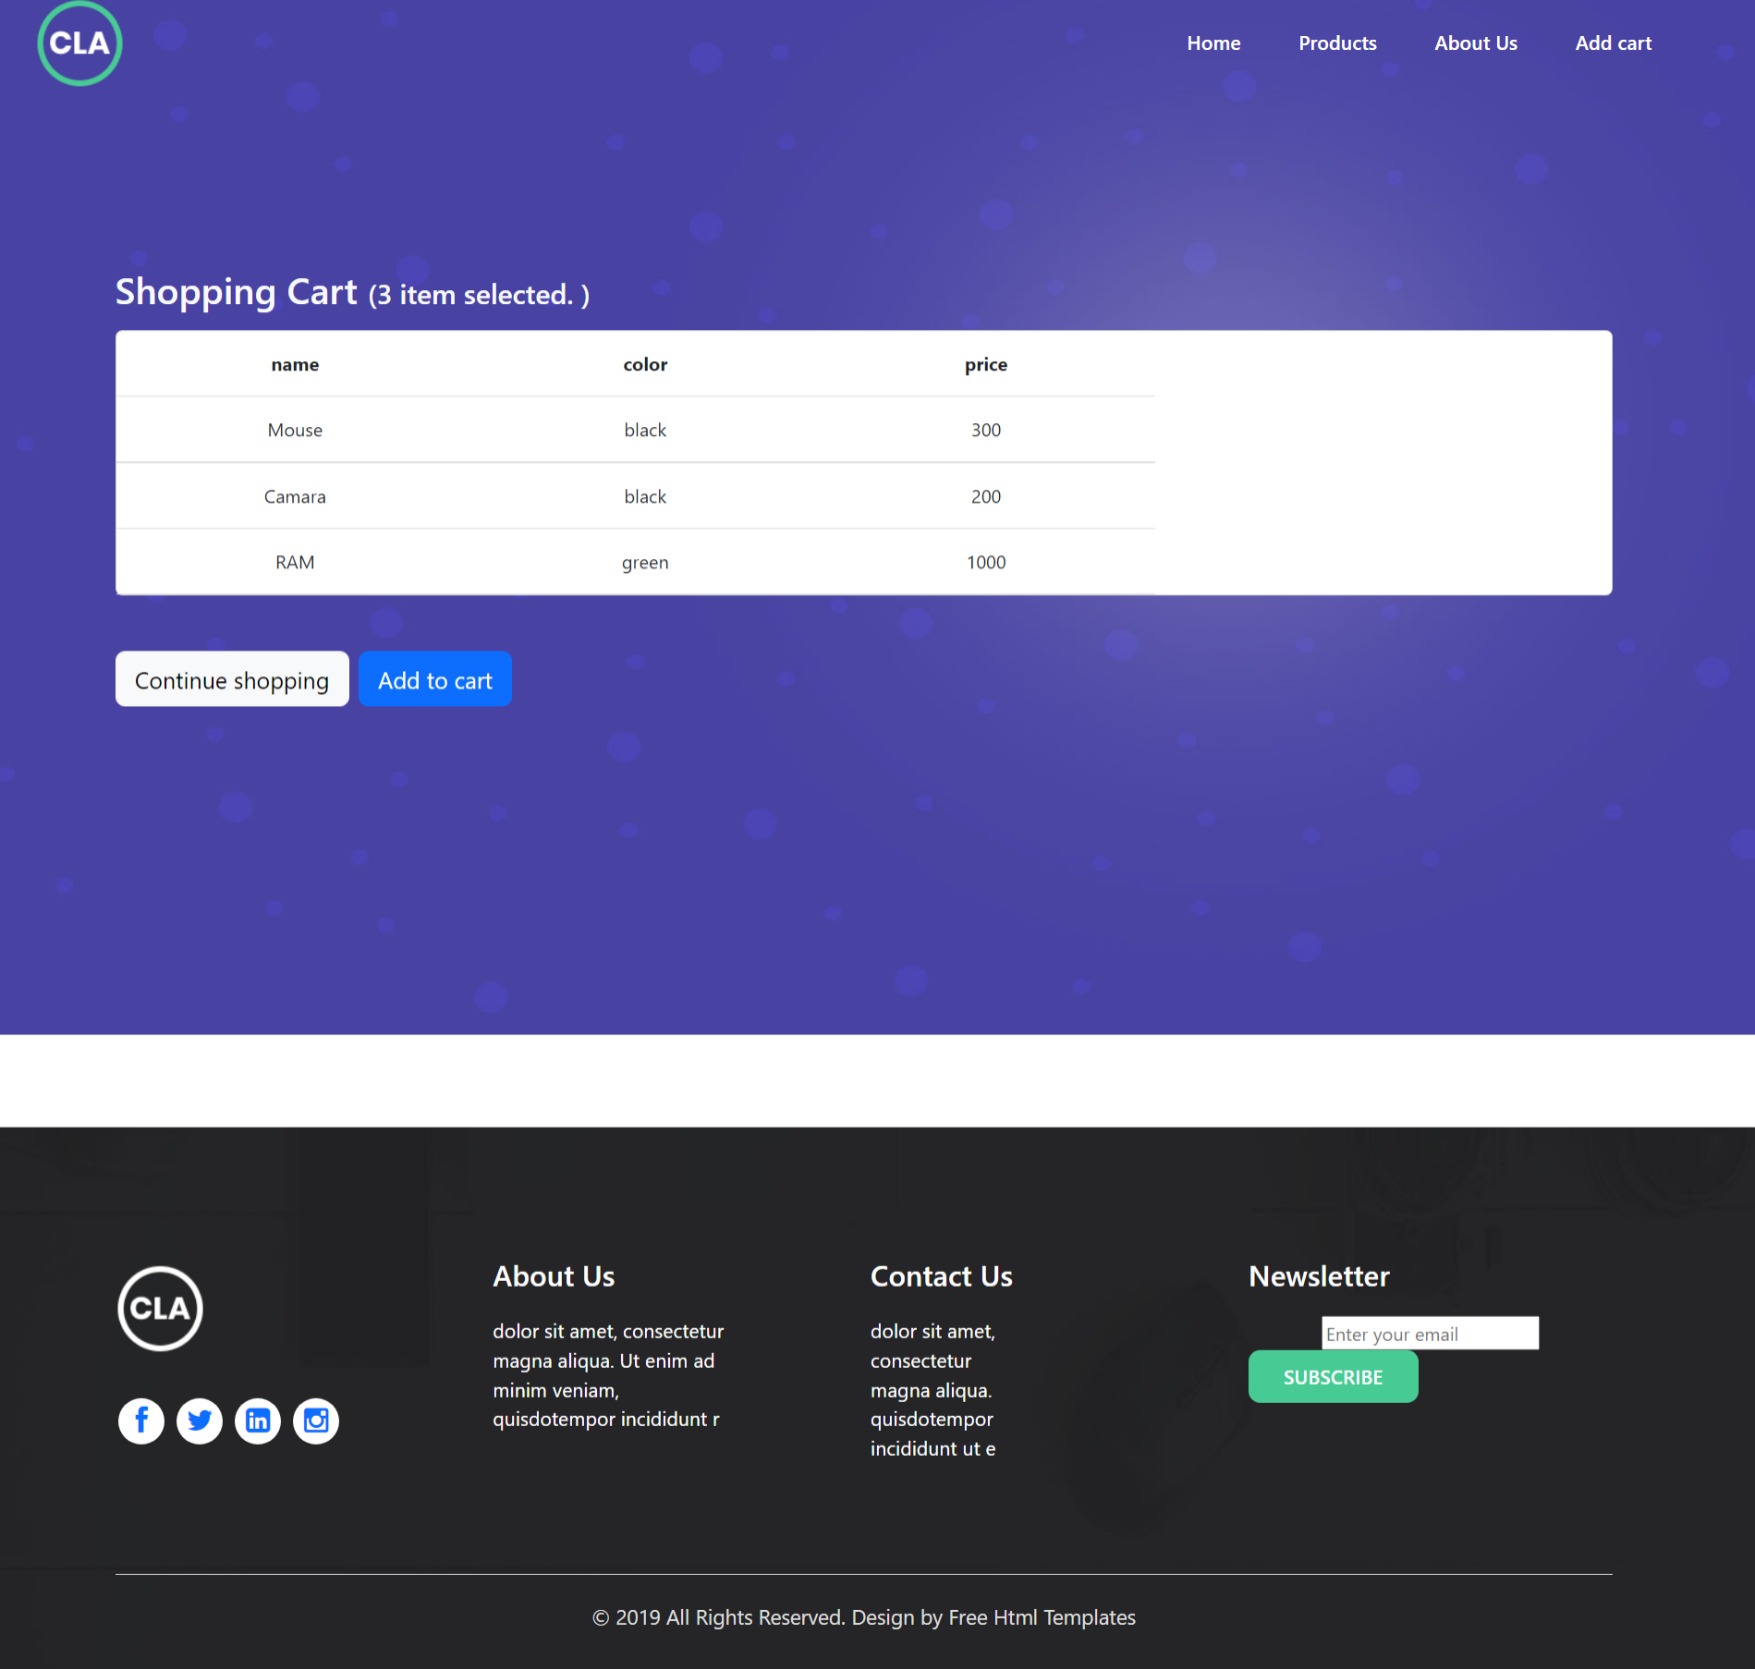 CLA
Home Products About Us Add cart
Shopping Cart (3 item selected. )
name color price
Mouse black 300
Camara black 200
RAM green 1000
Continue shopping Add to cart
CLA
About Us
dolor sit amet, consectetur
magna aliqua. Ut enim ad
minim veniam,
quisdotempor incididunt r
Contact Us
dolor sit amet,
consectetur
magna aliqua.
quisdotempor
incididunt ut e
Newsletter
Enter your email
SUBSCRIBE
© 2019 All Rights Reserved. Design by Free Html Templates